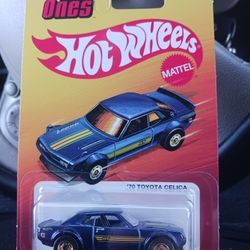 Ones
Hot Wheels
MATTEL
'70 TOYOTA CELICA